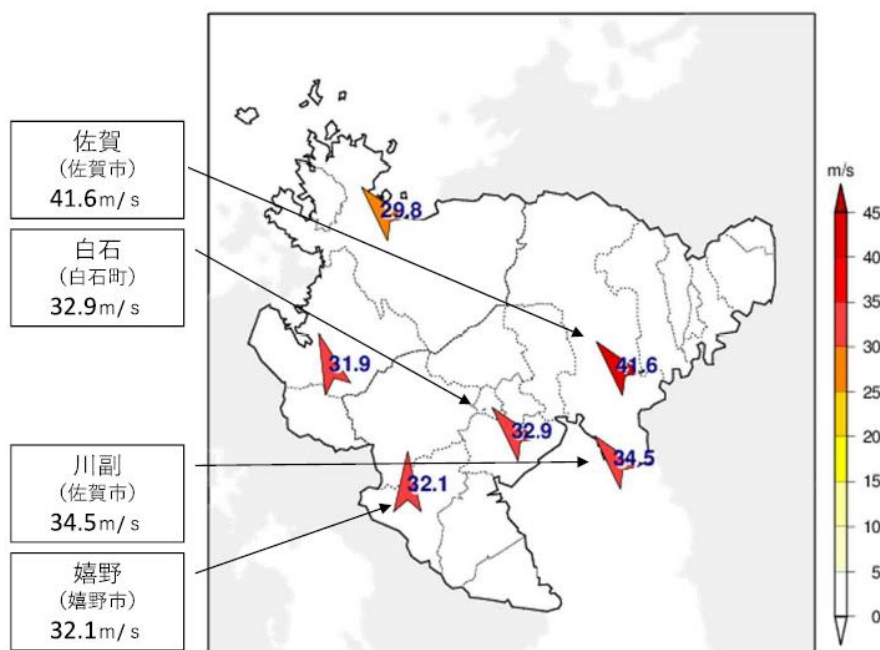 佐賀
(佐賀市)
41.6m/s
白石
(白石町)
32.9m/s
川副
(佐賀市)
34.5m/s
嬉野
(嬉野市)
32.1m/s
29.8
31.9
41.6
32.9
34.5
32.1
m/s
45
40
35
30
25
20
15
10
5
0